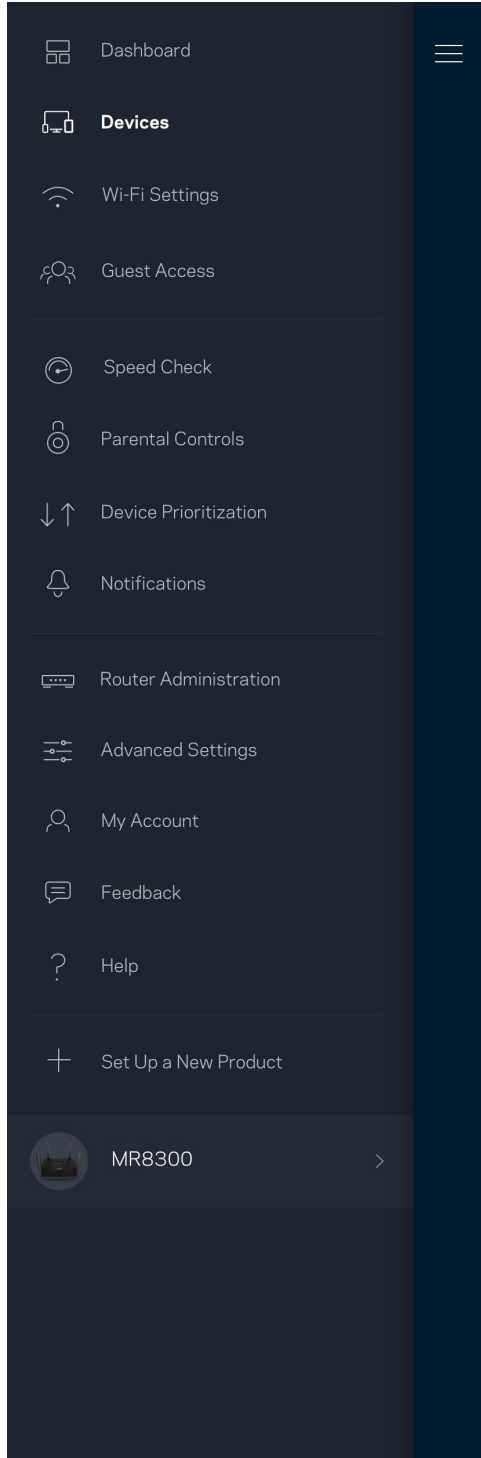 Dashboard
Devices
Wi-Fi Settings
Guest Access
Speed Check
Parental Controls
Device Prioritization
Notifications
Router Administration
Advanced Settings
My Account
Feedback
Help
Set Up a New Product
MR8300